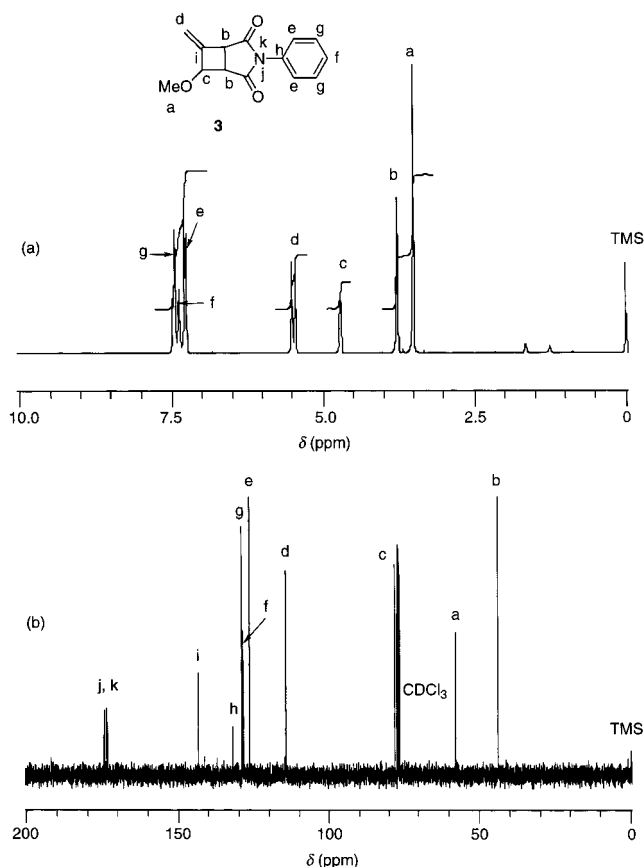 d
b
O
k
e
g
i
N
h
f
c
j
MeO
b
O
e
g
a
3
a
b
(a)
g
e
f
d
c
TMS
10.0 7.5 5.0 2.5 0
δ (ppm)
e
g
b
d
c
f
a
(b)
i
j, k
h
CDCl3
TMS
200 150 100 50 0
δ (ppm)